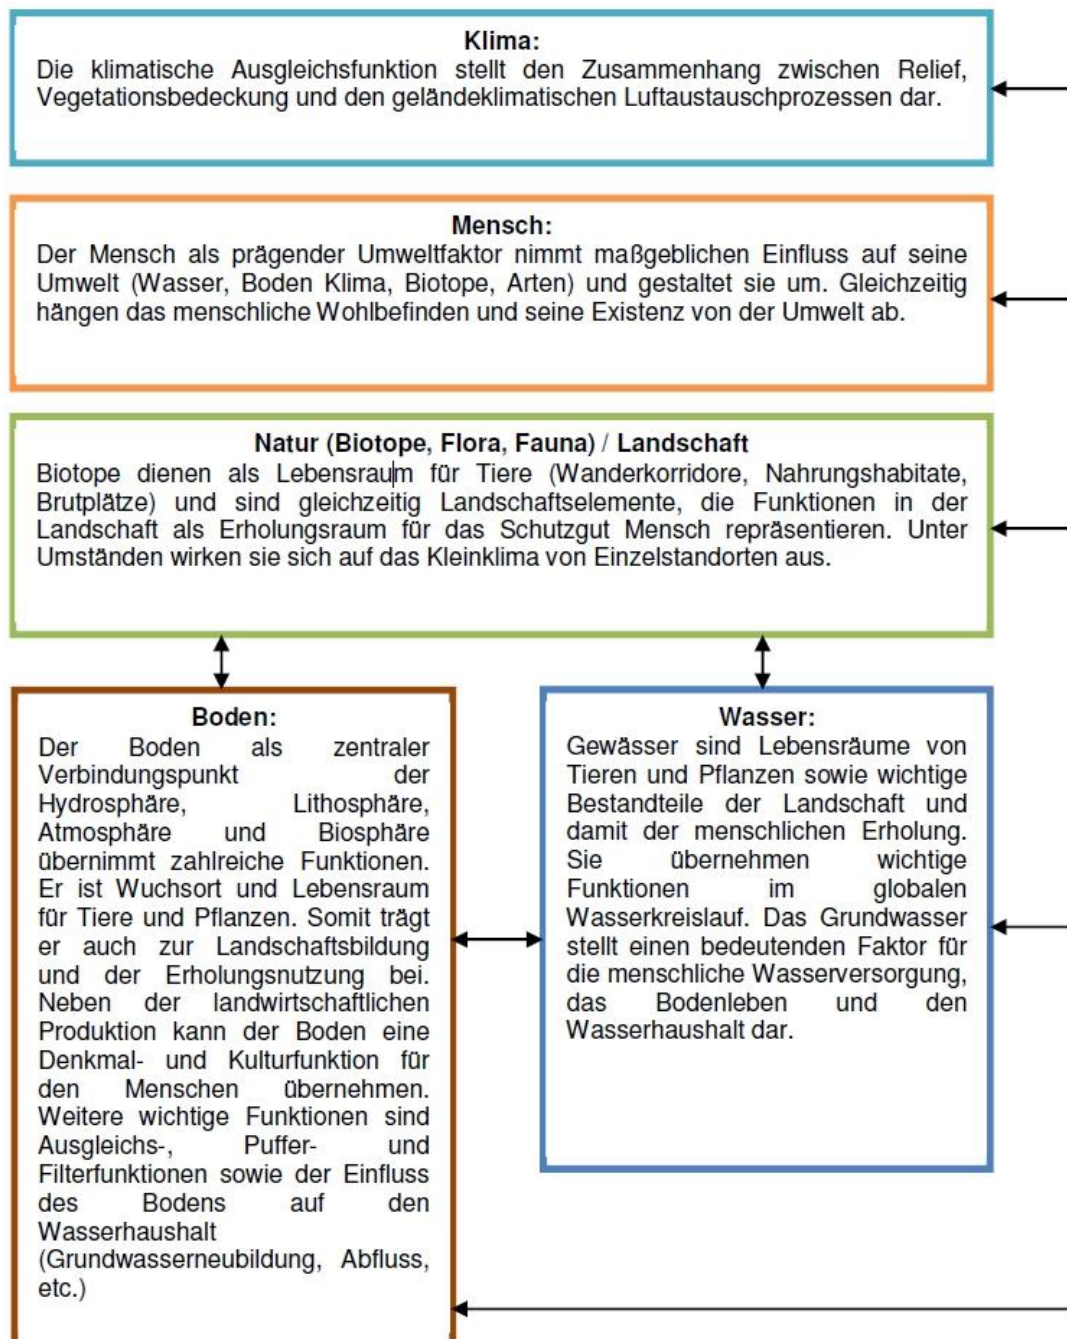 Klima:
Die klimatische Ausgleichsfunktion stellt den Zusammenhang zwischen Relief,
Vegetationsbedeckung und den geländeklimatischen Luftaustauschprozessen dar.
Mensch:
Der Mensch als prägender Umweltfaktor nimmt maßgeblichen Einfluss auf seine
Umwelt (Wasser, Boden Klima, Biotope, Arten) und gestaltet sie um. Gleichzeitig
hängen das menschliche Wohlbefinden und seine Existenz von der Umwelt ab.
Natur (Biotope, Flora, Fauna) / Landschaft
Biotope dienen als Lebensraum für Tiere (Wanderkorridore, Nahrungshabitate,
Brutplätze) und sind gleichzeitig Landschaftselemente, die Funktionen in der
Landschaft als Erholungsraum für das Schutzgut Mensch repräsentieren. Unter
Umständen wirken sie sich auf das Kleinklima von Einzelstandorten aus.
Boden:
Der Boden als zentraler
Verbindungspunkt der
Hydrosphäre, Lithosphäre,
Atmosphäre und Biosphäre
übernimmt zahlreiche Funktionen.
Er ist Wuchsort und Lebensraum
für Tiere und Pflanzen. Somit trägt
er auch zur Landschaftsbildung
und der Erholungsnutzung bei.
Neben der landwirtschaftlichen
Produktion kann der Boden eine
Denkmal- und Kulturfunktion für
den Menschen übernehmen.
Weitere wichtige Funktionen sind
Ausgleichs-, Puffer- und
Filterfunktionen sowie der Einfluss
des Bodens auf den
Wasserhaushalt
(Grundwasserneubildung, Abfluss,
etc.)
Wasser:
Gewässer sind Lebensräume von
Tieren und Pflanzen sowie wichtige
Bestandteile der Landschaft und
damit der menschlichen Erholung.
Sie übernehmen wichtige
Funktionen im globalen
Wasserkreislauf. Das Grundwasser
stellt einen bedeutenden Faktor für
die menschliche Wasserversorgung,
das Bodenleben und den
Wasserhaushalt dar.